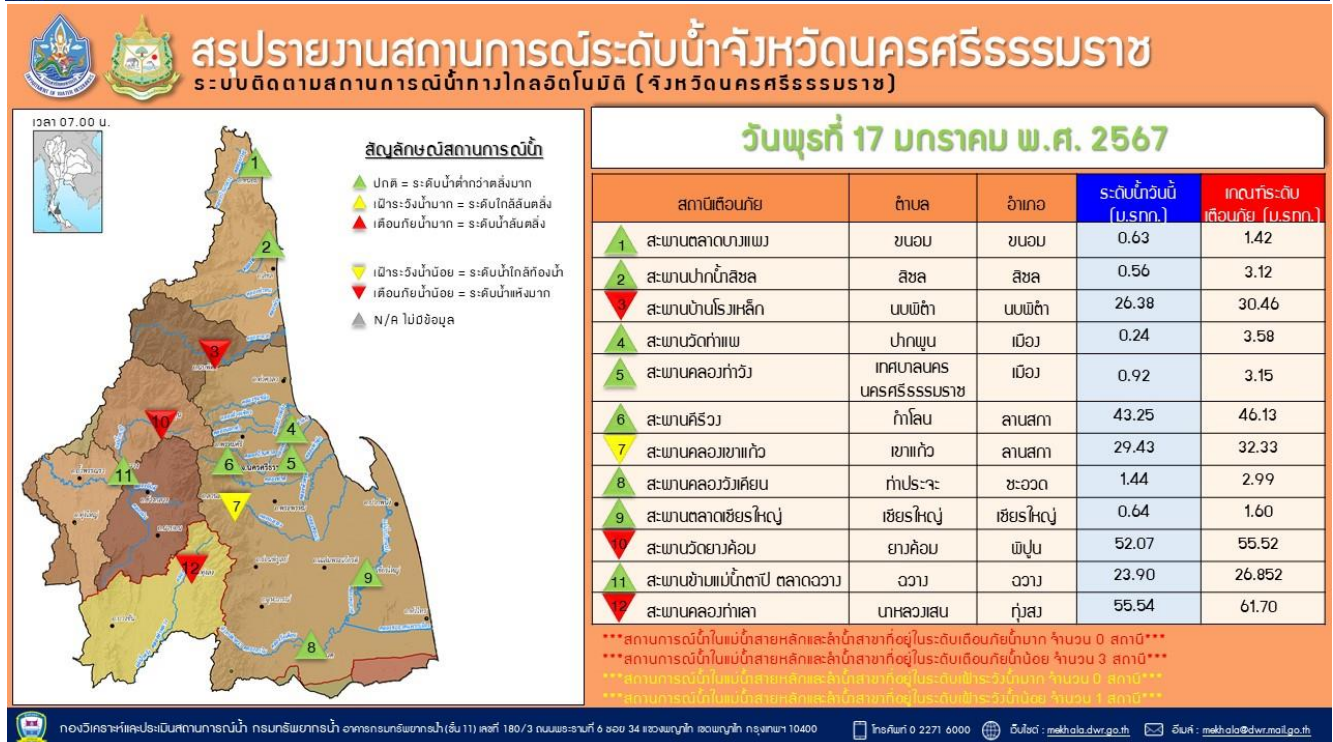 สรุปรายงานสถานการณ์ระดับน้ำจังหวัดนครศรีธรรมราช
ระบบติดตามสถานการณ์น้ำทางไกลอัตโนมัติ (จังหวัดนครศรีธรรมราช)
เวลา 07.00 น.
สัญลักษณ์สถานการณ์น้ำ
ปกติ = ระดับน้ำต่ำกว่าตลิ่งมาก
เฝ้าระวังน้ำมาก = ระดับใกล้ล้นตลิ่ง
เตือนภัยน้ำมาก = ระดับน้ำล้นตลิ่ง
เฝ้าระวังน้ำน้อย = ระดับน้ำใกล้ท้องน้ำ
เตือนภัยน้ำน้อย = ระดับน้ำแห้งมาก
N/A ไม่มีข้อมูล
1
2
3
10
4
11
6
5
7
12
9
8
วันพุธที่ 17 มกราคม พ.ศ. 2567
สถานีเตือนภัย ตำบล อำเภอ ระดับน้ำวันนี้ (ม.รทก.) เกณฑ์ระดับเตือนภัย (ม.รทก.)
1 สะพานตลาดบางแพง ขนอม ขนอม 0.63 1.42
2 สะพานปากน้ำสิชล สิชล สิชล 0.56 3.12
3 สะพานบ้านโรงเหล็ก นบพิตำ นบพิตำ 26.38 30.46
4 สะพานวัดท่าแพ ปากพูน เมือง 0.24 3.58
5 สะพานคลองท่าวัง เทศบาลนครนครศรีธรรมราช เมือง 0.92 3.15
6 สะพานคีรีวง กำโลน ลานสกา 43.25 46.13
7 สะพานคลองเขาแก้ว เขาแก้ว ลานสกา 29.43 32.33
8 สะพานคลองวังเคียน ท่าประจะ ชะอวด 1.44 2.99
9 สะพานตลาดเชียรใหญ่ เชียรใหญ่ เชียรใหญ่ 0.64 1.60
10 สะพานวัดยางค้อม ยางค้อม พิปูน 52.07 55.52
11 สะพานข้ามแม่น้ำตาปี ตลาดฉวาง ฉวาง ฉวาง 23.90 26.852
12 สะพานคลองท่าเลา นาหลวงเสน ทุ่งสง 55.54 61.70
***สถานการณ์น้ำในแม่น้ำสายหลักและลำน้ำสาขาที่อยู่ในระดับเตือนภัยน้ำมาก จำนวน 0 สถานี***
***สถานการณ์น้ำในแม่น้ำสายหลักและลำน้ำสาขาที่อยู่ในระดับเตือนภัยน้ำน้อย จำนวน 3 สถานี***
***สถานการณ์น้ำในแม่น้ำสายหลักและลำน้ำสาขาที่อยู่ในระดับเฝ้าระวังน้ำมาก จำนวน 0 สถานี***
***สถานการณ์น้ำในแม่น้ำสายหลักและลำน้ำสาขาที่อยู่ในระดับเฝ้าระวังน้ำน้อย จำนวน 1 สถานี***
กองวิเคราะห์และประเมินสถานการณ์น้ำ กรมทรัพยากรน้ำ อาคารกรมทรัพยากรน้ำ (ชั้น 11) เลขที่ 180/3 ถนนพระรามที่ 6 ซอย 34 แขวงพญาไท เขตพญาไท กรุงเทพฯ 10400 โทรศัพท์ 0 2271 6000 เว็บไซต์ : mekhala.dwr.go.th อีเมล์ : mekhala@dwr.mail.go.th